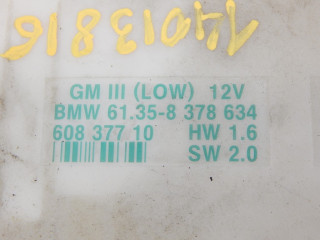 14013816
GM III (LOW) 12V
BMW 61.35-8 378 634
608 377 10 HW 1.6
SW 2.0